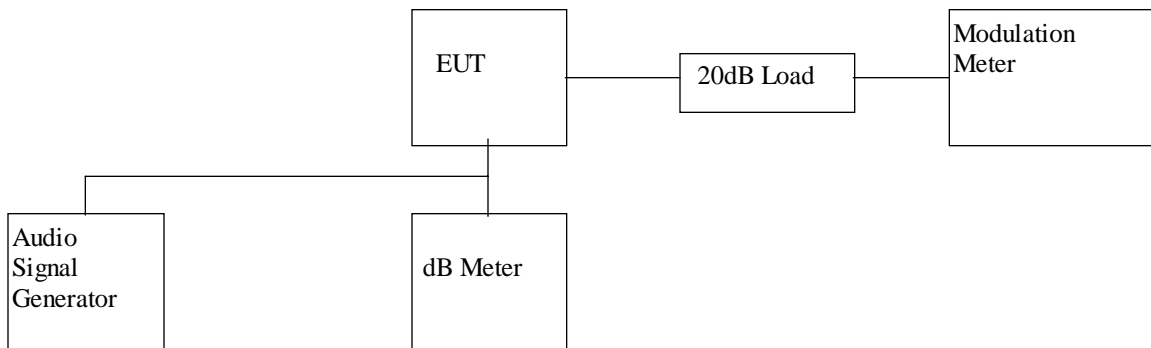 EUT
20dB Load
Modulation
Meter
Audio
Signal
Generator
dB Meter